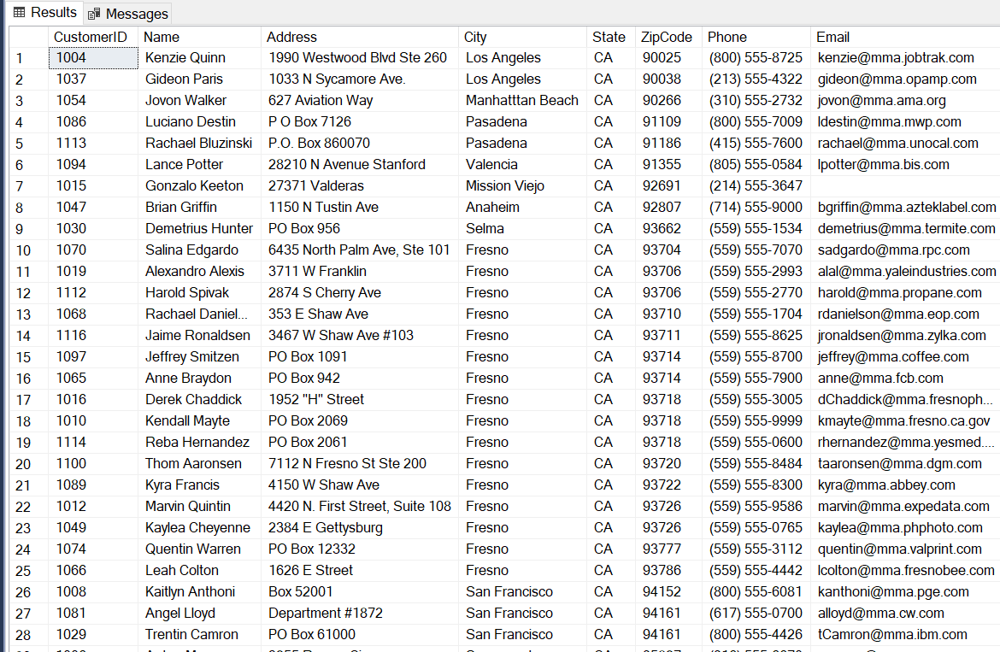 Results Messages
CustomerID Name Address City State ZipCode Phone Email
1 1004 Kenzie Quinn 1990 Westwood Blvd Ste 260 Los Angeles CA 90025 (800) 555-8725 kenzie@mma.jobtrak.com
2 1037 Gideon Paris 1033 N Sycamore Ave. Los Angeles CA 90038 (213) 555-4322 gideon@mma.opamp.com
3 1054 Jovon Walker 627 Aviation Way Manhatttan Beach CA 90266 (310) 555-2732 jovon@mma.ama.org
4 1086 Luciano Destin P O Box 7126 Pasadena CA 91109 (800) 555-7009 ldestin@mma.mwp.com
5 1113 Rachael Bluzinski P.O. Box 860070 Pasadena CA 91186 (415) 555-7600 rachael@mma.unocal.com
6 1094 Lance Potter 28210 N Avenue Stanford Valencia CA 91355 (805) 555-0584 lpotter@mma.bis.com
7 1015 Gonzalo Keeton 27371 Valderas Mission Viejo CA 92691 (214) 555-3647
8 1047 Brian Griffin 1150 N Tustin Ave Anaheim CA 92807 (714) 555-9000 bgriffin@mma.azteklabel.com
9 1030 Demetrius Hunter PO Box 956 Selma CA 93662 (559) 555-1534 demetrius@mma.termite.com
10 1070 Salina Edgardo 6435 North Palm Ave, Ste 101 Fresno CA 93704 (559) 555-7070 sadgardo@mma.rpc.com
11 1019 Alexandro Alexis 3711 W Franklin Fresno CA 93706 (559) 555-2993 alal@mma.yaleindustries.com
12 1112 Harold Spivak 2874 S Cherry Ave Fresno CA 93706 (559) 555-2770 harold@mma.propane.com
13 1068 Rachael Daniel... 353 E Shaw Ave Fresno CA 93710 (559) 555-1704 rdanielson@mma.eop.com
14 1116 Jaime Ronaldsen 3467 W Shaw Ave #103 Fresno CA 93711 (559) 555-8625 jronaldsen@mma.zylka.com
15 1097 Jeffrey Smitzen PO Box 1091 Fresno CA 93714 (559) 555-8700 jeffrey@mma.coffee.com
16 1065 Anne Braydon PO Box 942 Fresno CA 93714 (559) 555-7900 anne@mma.fcb.com
17 1016 Derek Chaddick 1952 "H" Street Fresno CA 93718 (559) 555-3005 dChaddick@mma.fresnoph...
18 1010 Kendall Mayte PO Box 2069 Fresno CA 93718 (559) 555-9999 kmayte@mma.fresno.ca.gov
19 1114 Reba Hernandez PO Box 2061 Fresno CA 93718 (559) 555-0600 rhernandez@mma.yesmed....
20 1100 Thom Aaronsen 7112 N Fresno St Ste 200 Fresno CA 93720 (559) 555-8484 taaronsen@mma.dgm.com
21 1089 Kyra Francis 4150 W Shaw Ave Fresno CA 93722 (559) 555-8300 kyra@mma.abbey.com
22 1012 Marvin Quintin 4420 N. First Street, Suite 108 Fresno CA 93726 (559) 555-9586 marvin@mma.expedata.com
23 1049 Kaylea Cheyenne 2384 E Gettysburg Fresno CA 93726 (559) 555-0765 kaylea@mma.phphoto.com
24 1074 Quentin Warren PO Box 12332 Fresno CA 93777 (559) 555-3112 quentin@mma.valprint.com
25 1066 Leah Colton 1626 E Street Fresno CA 93786 (559) 555-4442 lcolton@mma.fresnobee.com
26 1008 Kaitlyn Anthoni Box 52001 San Francisco CA 94152 (800) 555-6081 kanthoni@mma.pge.com
27 1081 Angel Lloyd Department #1872 San Francisco CA 94161 (617) 555-0700 alloyd@mma.cw.com
28 1029 Trentin Camron PO Box 61000 San Francisco CA 94161 (800) 555-4426 tCamron@mma.ibm.com